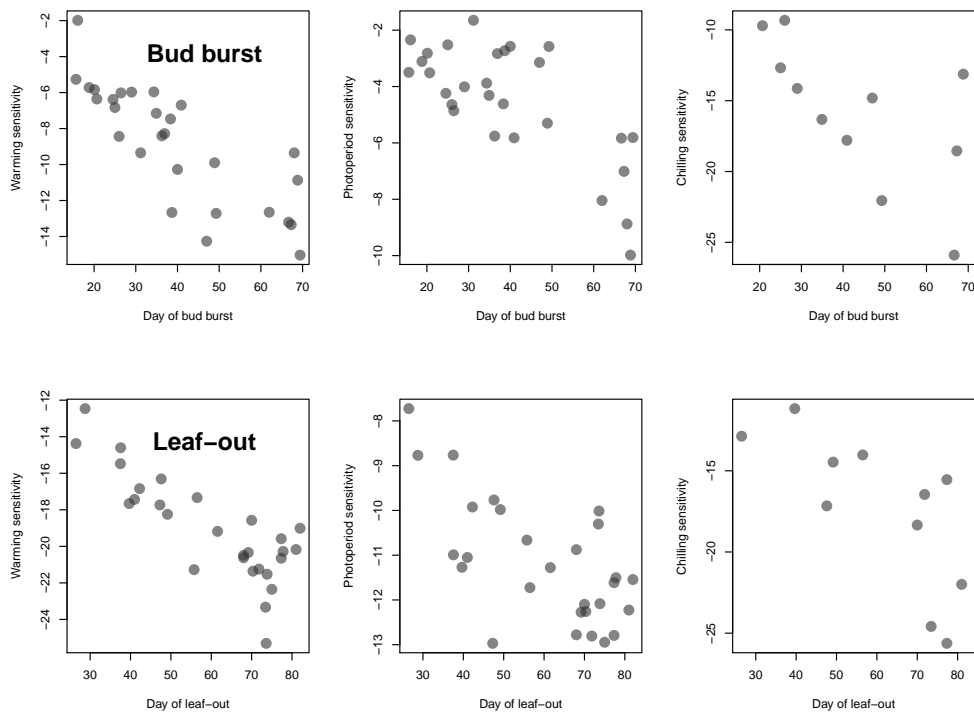 Bud burst
Warming sensitivity
−2
−4
−6
−8
−10
−12
−14
20 30 40 50 60 70
Day of bud burst
Photoperiod sensitivity
−2
−4
−6
−8
−10
20 30 40 50 60 70
Day of bud burst
Chilling sensitivity
−10
−15
−20
−25
20 30 40 50 60 70
Day of bud burst
Leaf−out
Warming sensitivity
−12
−14
−16
−18
−20
−22
−24
30 40 50 60 70 80
Day of leaf−out
Photoperiod sensitivity
−8
−9
−10
−11
−12
−13
30 40 50 60 70 80
Day of leaf−out
Chilling sensitivity
−15
−20
−25
30 40 50 60 70 80
Day of leaf−out